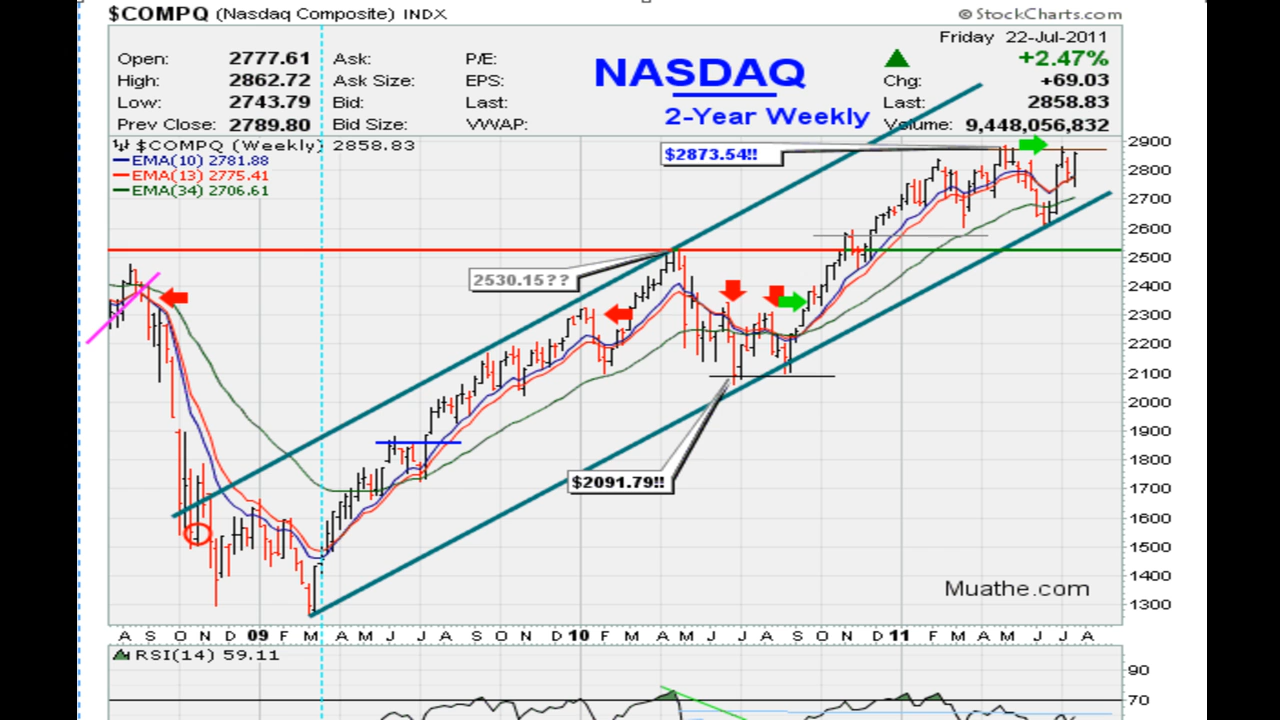 $COMPQ (Nasdaq Composite) INDX
© StockCharts.com
Friday 22-Jul-2011
Open: 2777.61 Ask: P/E:
+2.47%
High: 2862.72 Ask Size: EPS:
Chg: +69.03
Low: 2743.79 Bid: Last:
Last: 2858.83
Prev Close: 2789.80 Bid Size: VWAP:
Volume: 9,448,056,832
NASDAQ
2-Year Weekly
$COMPQ (Weekly) 2858.83
EMA(10) 2781.88
EMA(13) 2775.41
EMA(34) 2706.61
$2873.54!!
2530.15??
$2091.79!!
2900
2800
2700
2600
2500
2400
2300
2200
2100
2000
1900
1800
1700
1600
1500
1400
1300
Muathe.com
A S O N D 09 F M A M J J A S O N D 10 F M A M J J A S O N D 11 F M A M J J A
RSI(14) 59.11
90
70